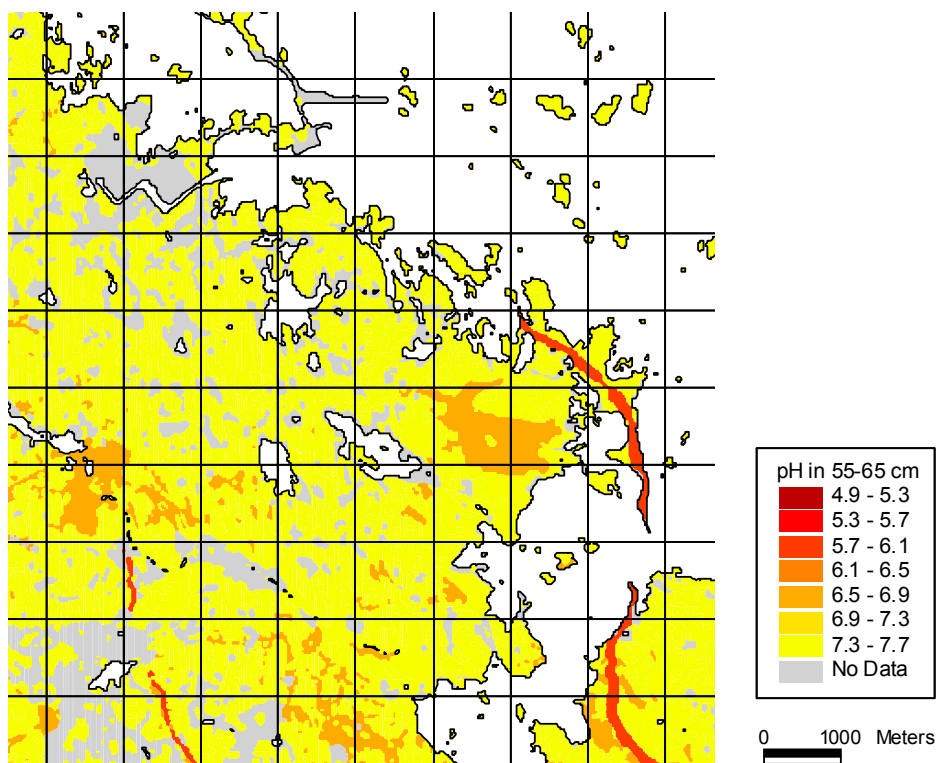 pH in 55-65 cm
4.9 - 5.3
5.3 - 5.7
5.7 - 6.1
6.1 - 6.5
6.5 - 6.9
6.9 - 7.3
7.3 - 7.7
No Data
0 1000 Meters